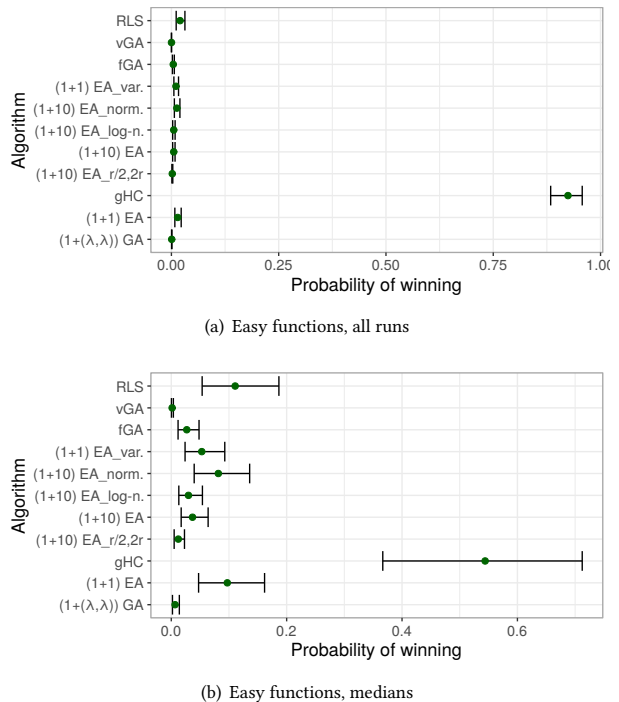 RLS
vGA
fGA
(1+1) EA_var.
(1+10) EA_norm.
(1+10) EA_log-n.
(1+10) EA
(1+10) EA_r/2,2r
gHC
(1+1) EA
(1+(λ,λ)) GA
Algorithm
0.00 0.25 0.50 0.75 1.00
Probability of winning
(a) Easy functions, all runs
RLS
vGA
fGA
(1+1) EA_var.
(1+10) EA_norm.
(1+10) EA_log-n.
(1+10) EA
(1+10) EA_r/2,2r
gHC
(1+1) EA
(1+(λ,λ)) GA
Algorithm
0.0 0.2 0.4 0.6
Probability of winning
(b) Easy functions, medians